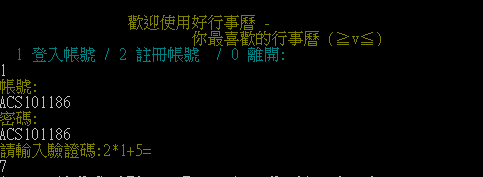 歡迎使用好行事曆 -
你最喜歡的行事曆 (≧v≦)
1 登入帳號 / 2 註冊帳號 / 0 離開:
1
帳號:
ACS101186
密碼:
ACS101186
請輸入驗證碼:2*1+5=
7